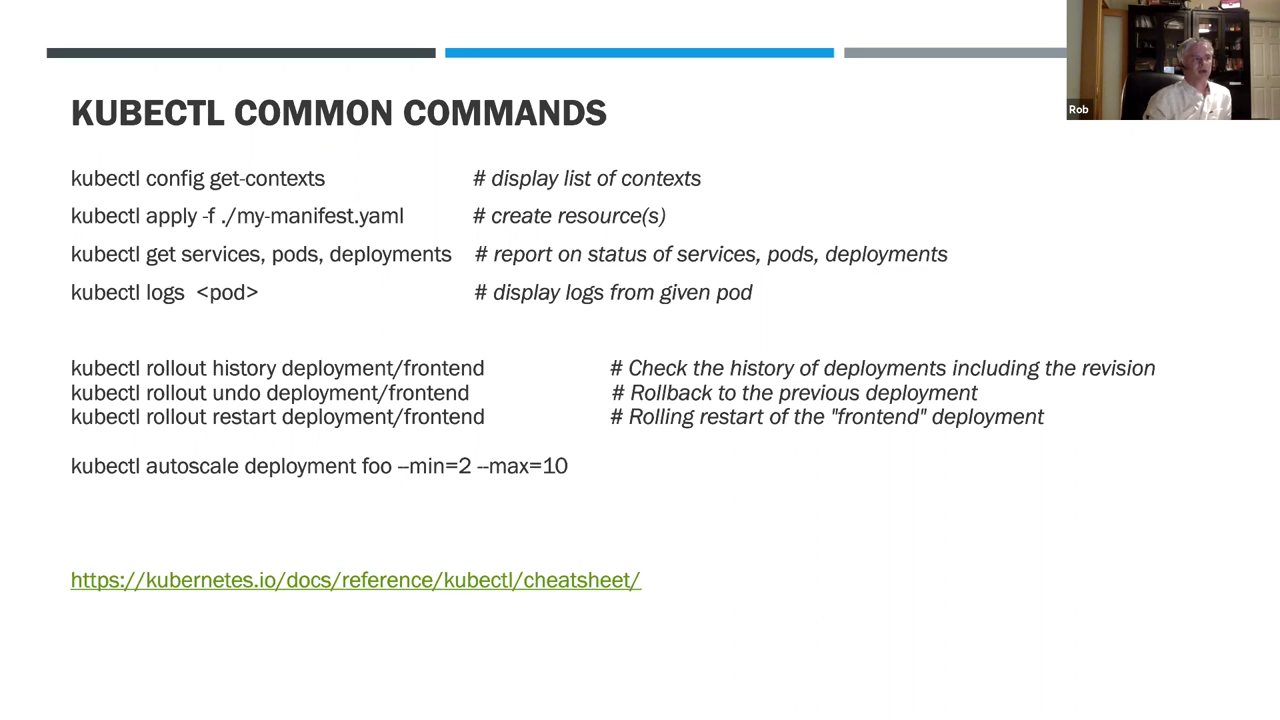 Rob
KUBECTL COMMON COMMANDS
kubectl config get-contexts # display list of contexts
kubectl apply -f ./my-manifest.yaml # create resource(s)
kubectl get services, pods, deployments # report on status of services, pods, deployments
kubectl logs <pod> # display logs from given pod
kubectl rollout history deployment/frontend # Check the history of deployments including the revision
kubectl rollout undo deployment/frontend # Rollback to the previous deployment
kubectl rollout restart deployment/frontend # Rolling restart of the "frontend" deployment
kubectl autoscale deployment foo –min=2 --max=10
https://kubernetes.io/docs/reference/kubectl/cheatsheet/